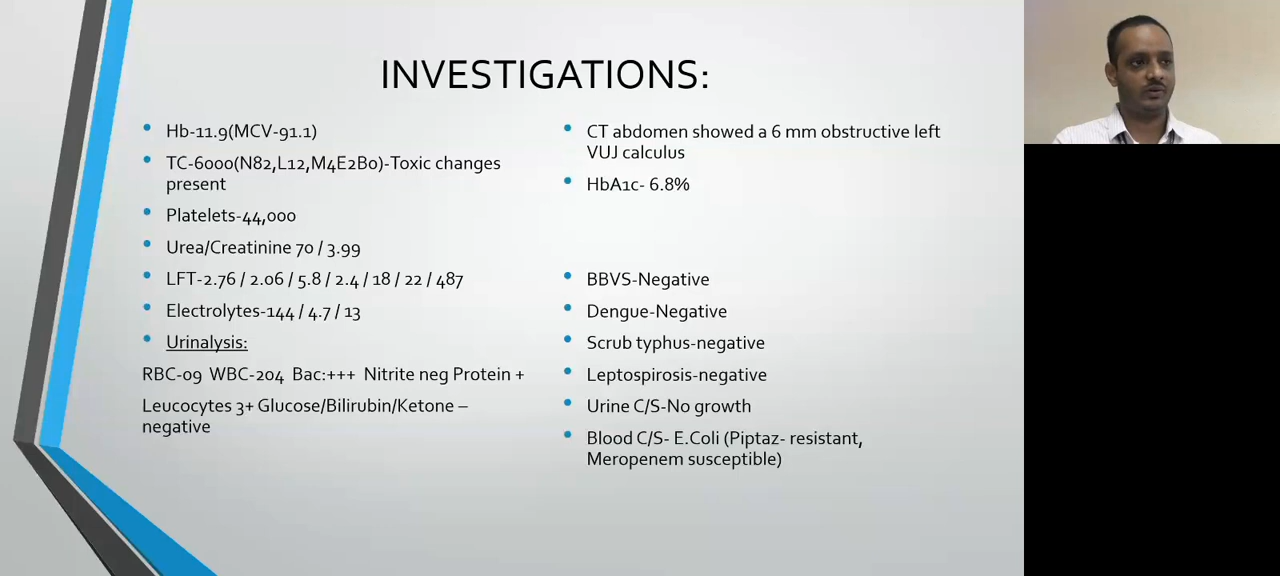 INVESTIGATIONS:
Hb-11.9(MCV-91.1)
TC-6000(N82,L12,M4E2B0)-Toxic changes
present
Platelets-44,000
Urea/Creatinine 70 / 3.99
LFT-2.76 / 2.06 / 5.8 / 2.4 / 18 / 22 / 487
Electrolytes-144 / 4.7 / 13
Urinalysis:
RBC-09 WBC-204 Bac:+++ Nitrite neg Protein +
Leucocytes 3+ Glucose/Bilirubin/Ketone –
negative
CT abdomen showed a 6 mm obstructive left
VUJ calculus
HbA1c- 6.8%
BBVS-Negative
Dengue-Negative
Scrub typhus-negative
Leptospirosis-negative
Urine C/S-No growth
Blood C/S- E.Coli (Piptaz- resistant,
Meropenem susceptible)